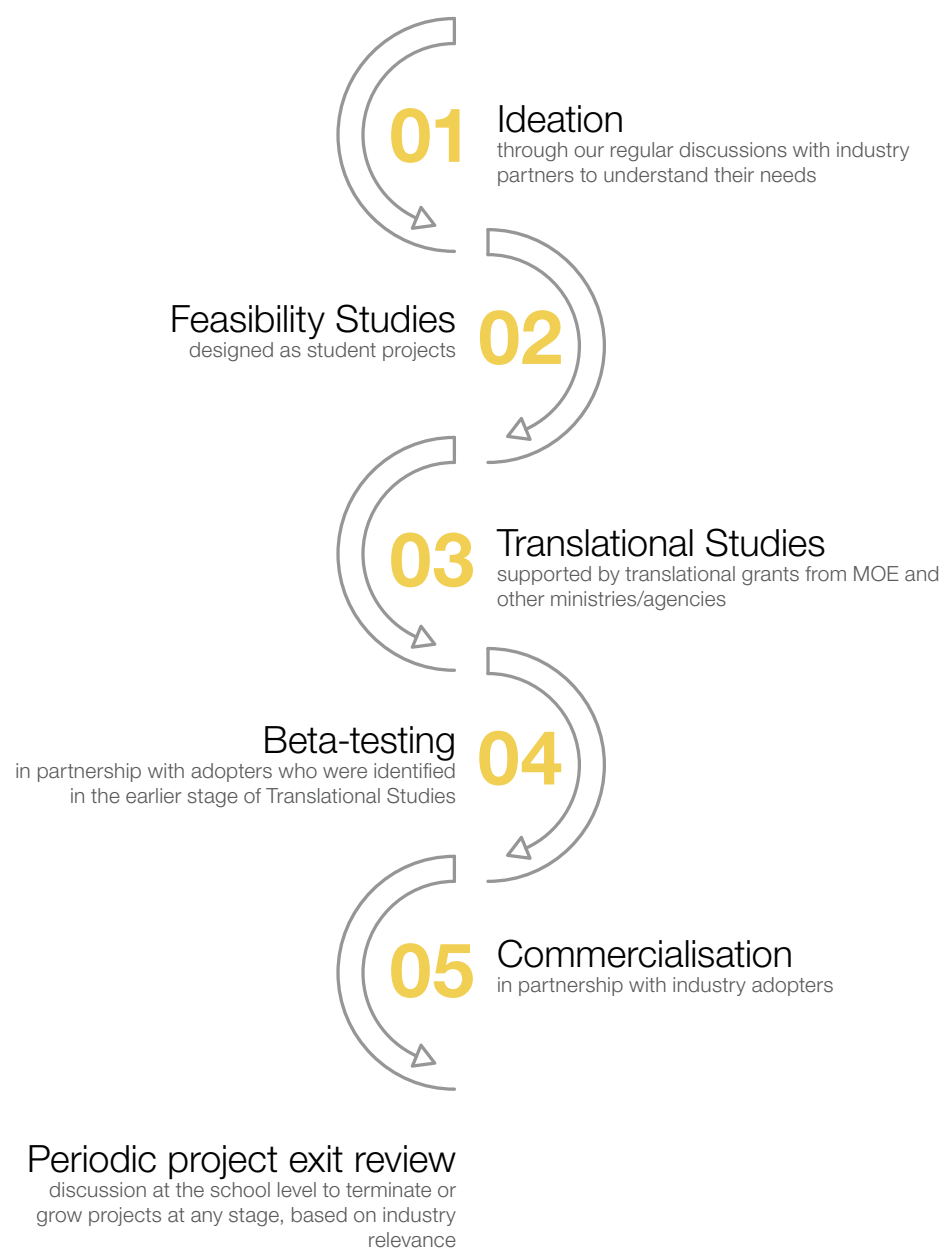 01
Ideation
through our regular discussions with industry
partners to understand their needs
Feasibility Studies
designed as student projects
02
03
Translational Studies
supported by translational grants from MOE and
other ministries/agencies
Beta-testing
in partnership with adopters who were identified
in the earlier stage of Translational Studies
04
05
Commercialisation
in partnership with industry adopters
Periodic project exit review
discussion at the school level to terminate or
grow projects at any stage, based on industry
relevance